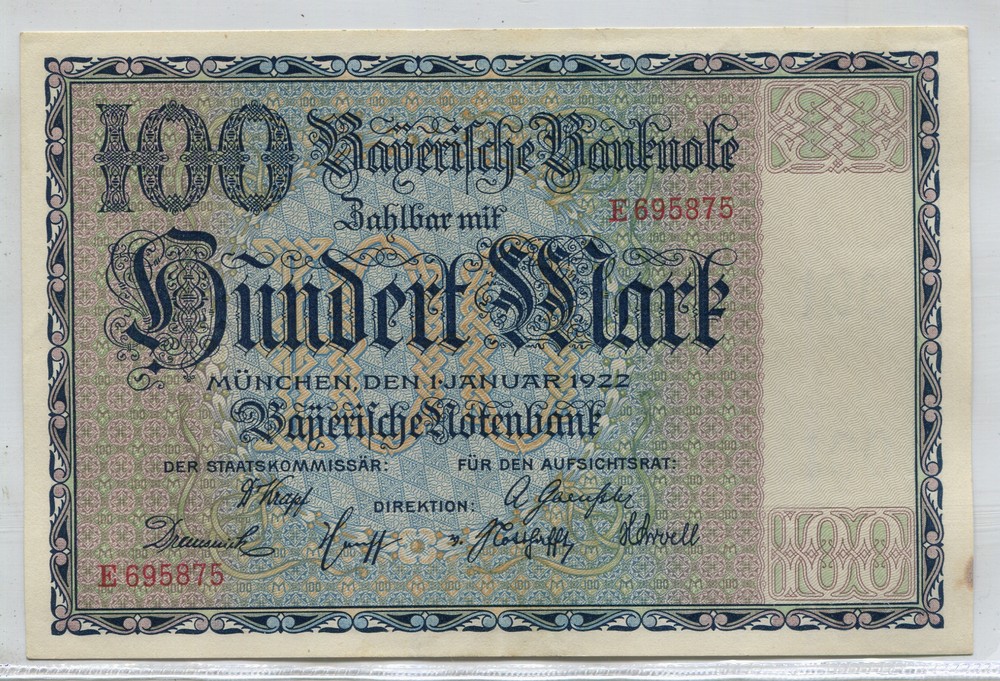 100 Bayerische Banknote
Zahlbar mit
E 695875
Hundert Mark
MÜNCHEN, DEN 1. JANUAR 1922
Bayerische Notenbank
DER STAATSKOMMISSÄR: FÜR DEN AUFSICHTSRAT:
DIREKTION:
E 695875
100